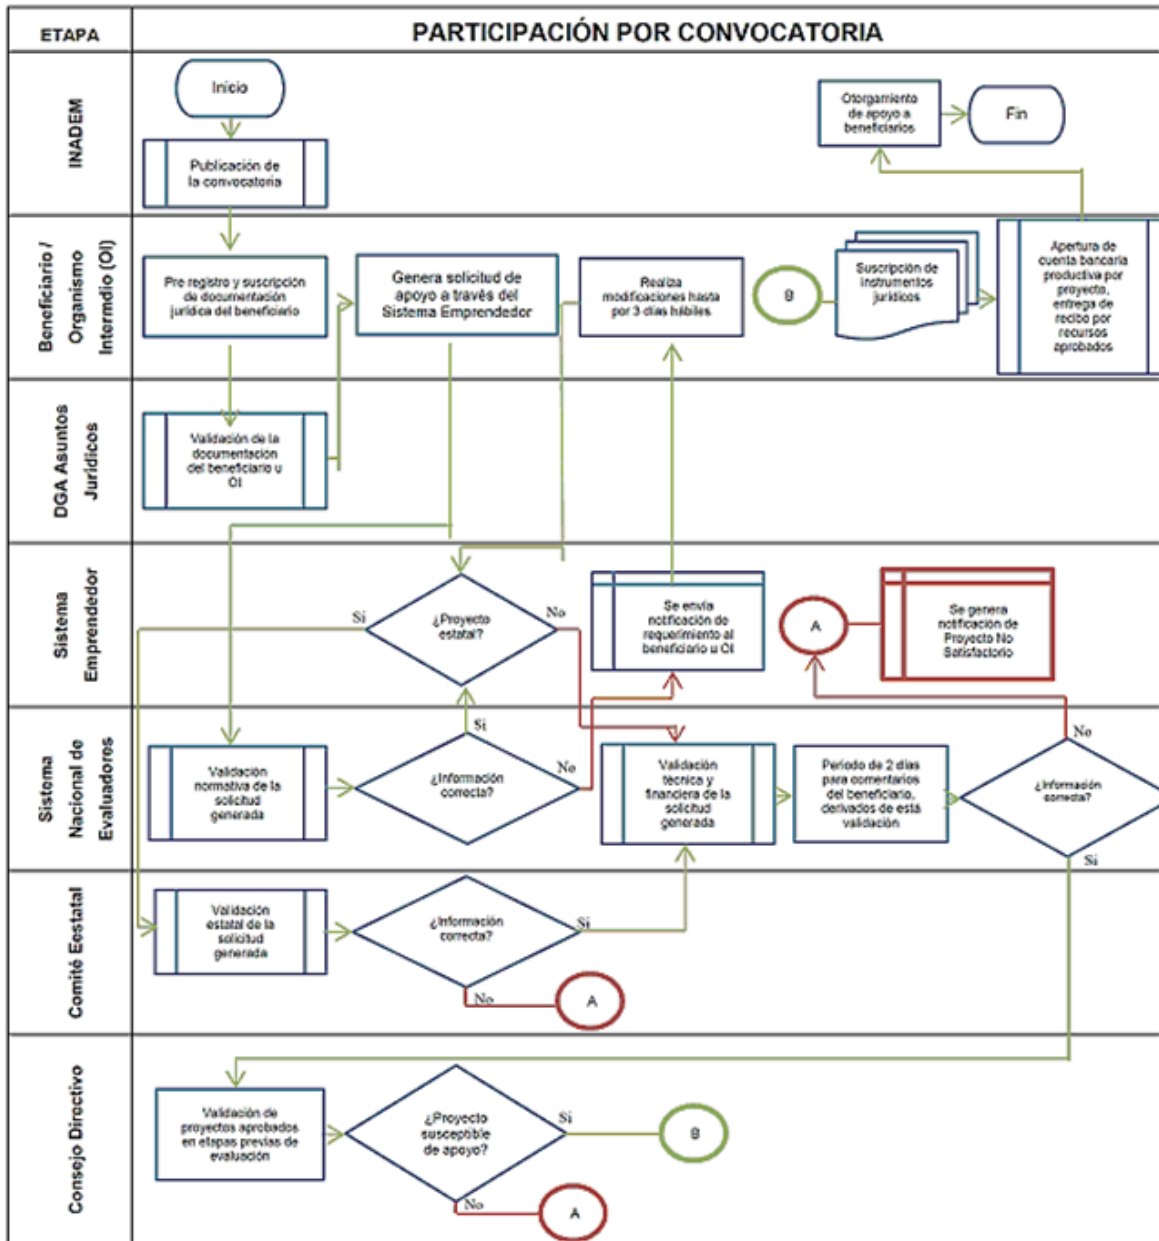 ETAPA
PARTICIPACIÓN POR CONVOCATORIA
INADEM
Inicio
Publicación de
la convocatoria
Otorgamiento
de apoyo a
beneficiarios
Fin
Beneficiario /
Organismo
Intermdio (OI)
Pre registro y suscripción
de documentación
jurídica del beneficiario
Genera solicitud de
apoyo a través del
Sistema Emprendedor
Realiza
modificaciones hasta
por 3 días hábiles
B
Suscripción de
instrumentos
jurídicos
Apertura de
cuenta bancaria
productiva por
proyecto,
entrega de
recibo por
recursos
aprobados
DGA Asuntos
Jurídicos
Validación de la
documentación
del beneficiario u
OI
Sistema
Emprendedor
Si
¿Proyecto
estatal?
No
Se envía
notificación de
requerimiento al
beneficiario u OI
A
Se genera
notificación de
Proyecto No
Satisfactorio
Sistema
Nacional de
Evaluadores
Validación
normativa de la
solicitud
generada
Si
¿Información
correcta?
No
Validación
técnica y
financiera de la
solicitud
generada
Periodo de 2 días
para comentarios
del beneficiario,
derivados de está
validación
No
¿Información
correcta?
Si
Comité Eestatal
Validación
estatal de la
solicitud
generada
¿Información
correcta?
Si
No
A
Consejo Directivo
Validación de
proyectos aprobados
en etapas previas de
evaluación
¿Proyecto
susceptible
de apoyo?
Si
B
No
A